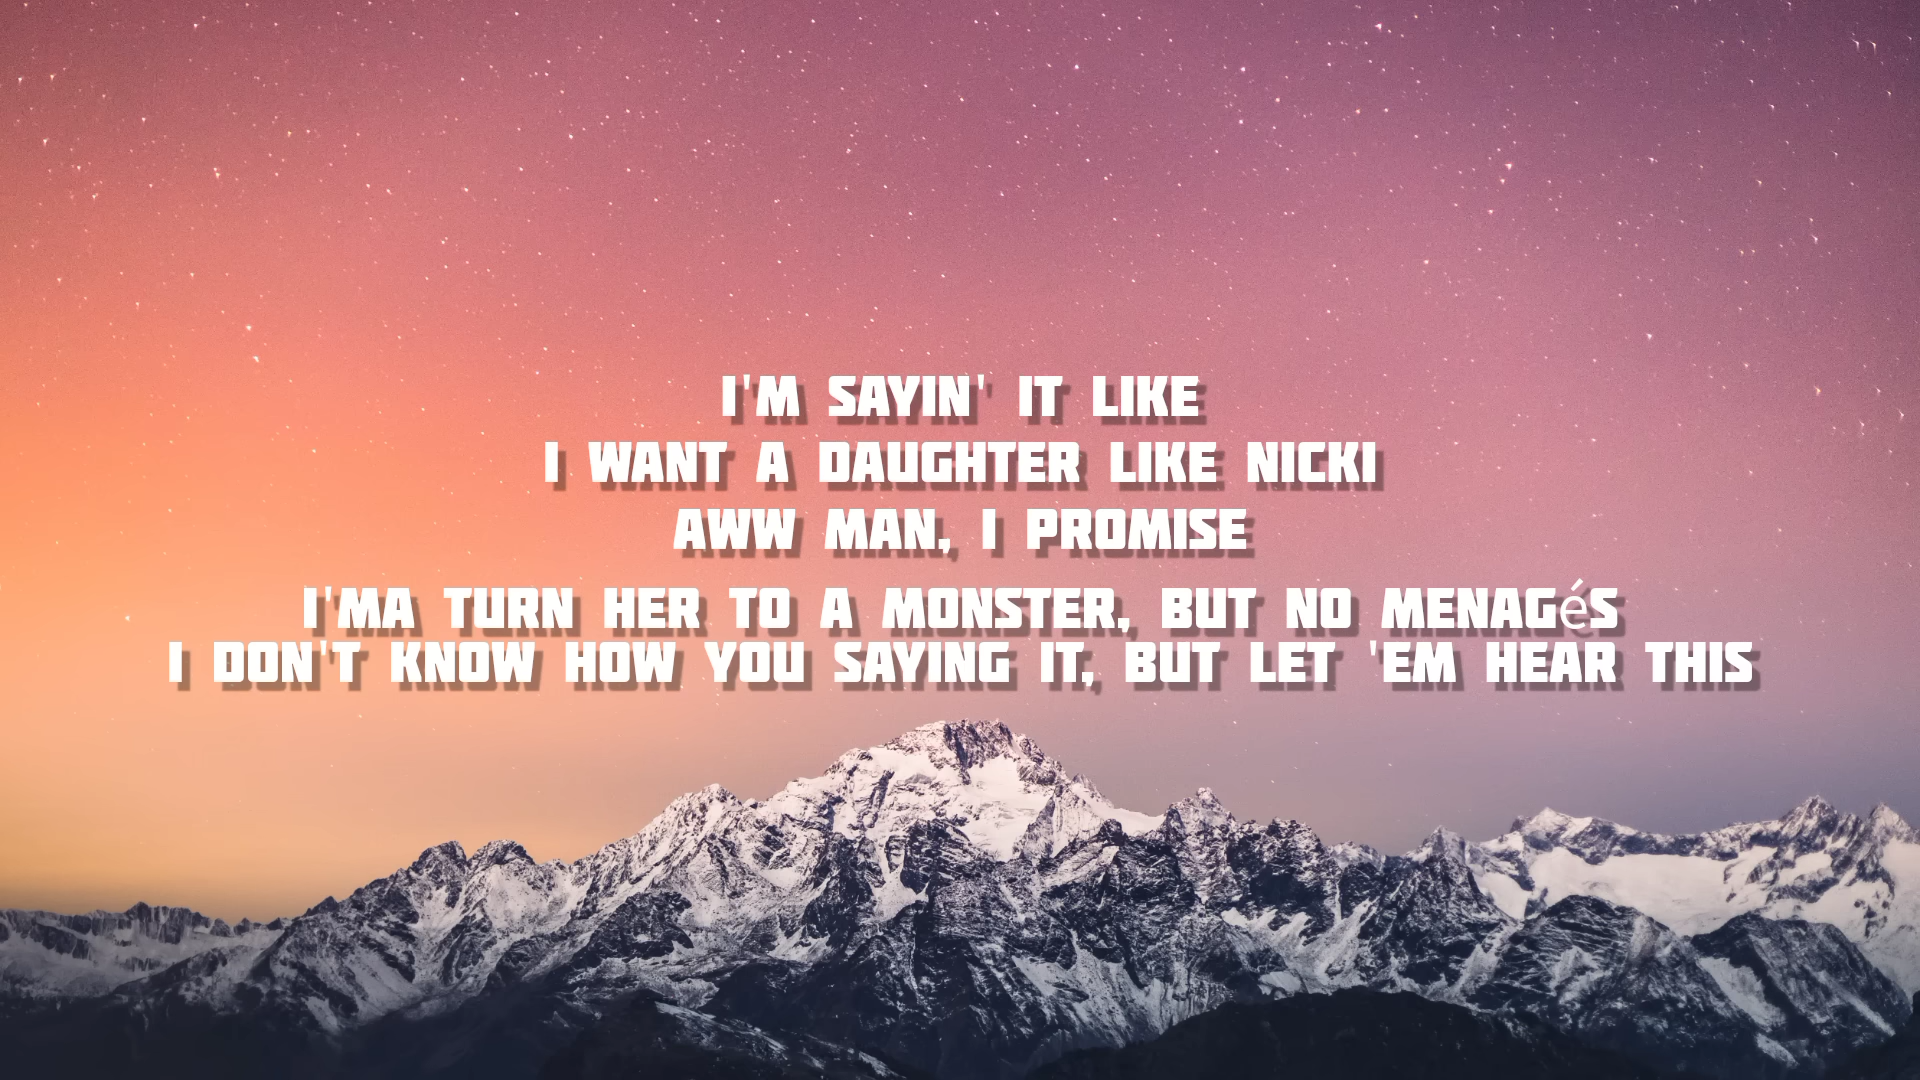 I'M SAYIN' IT LIKE
I WANT A DAUGHTER LIKE NICKI
AWW MAN, I PROMISE
I'MA TURN HER TO A MONSTER, BUT NO MENAGéS
I DON'T KNOW HOW YOU SAYING IT, BUT LET 'EM HEAR THIS